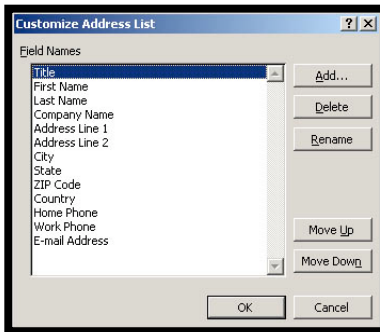 Customize Address List
Field Names
Title
First Name
Last Name
Company Name
Address Line 1
Address Line 2
City
State
ZIP Code
Country
Home Phone
Work Phone
E-mail Address
Add...
Delete
Rename
Move Up
Move Down
OK
Cancel